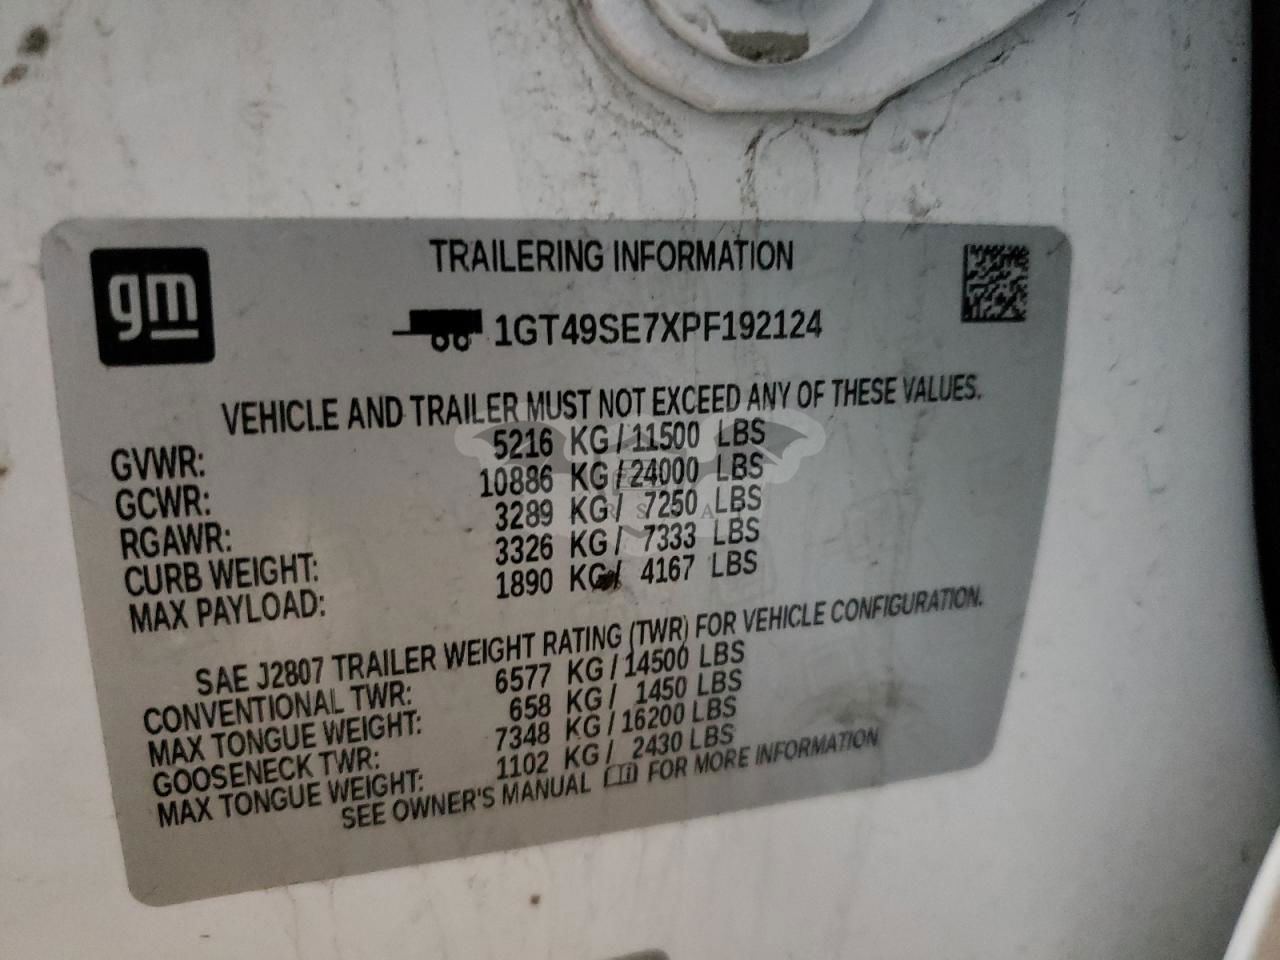 gm
TRAILERING INFORMATION
1GT49SE7XPF192124
VEHICLE AND TRAILER MUST NOT EXCEED ANY OF THESE VALUES.
GVWR: 5216 KG / 11500 LBS
GCWR: 10886 KG / 24000 LBS
RGAWR: 3289 KG / 7250 LBS
CURB WEIGHT: 3326 KG / 7333 LBS
MAX PAYLOAD: 1890 KG / 4167 LBS
SAE J2807 TRAILER WEIGHT RATING (TWR) FOR VEHICLE CONFIGURATION.
CONVENTIONAL TWR: 6577 KG / 14500 LBS
MAX TONGUE WEIGHT: 658 KG / 1450 LBS
GOOSENECK TWR: 7348 KG / 16200 LBS
MAX TONGUE WEIGHT: 1102 KG / 2430 LBS
SEE OWNER'S MANUAL FOR MORE INFORMATION